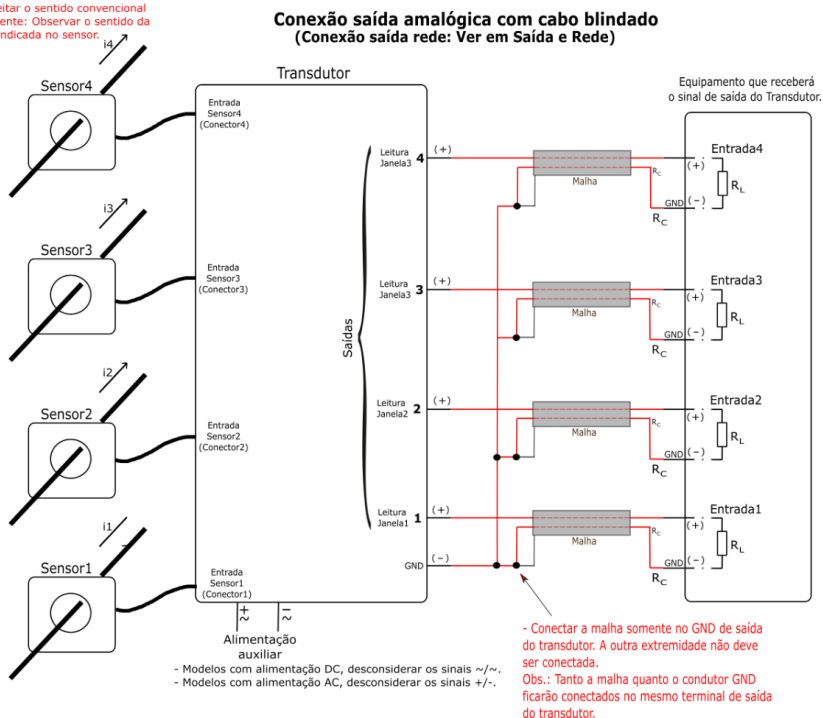 eitar o sentido convencional
ente: Observar o sentido da
ndicada no sensor.
Conexão saída amalógica com cabo blindado
(Conexão saída rede: Ver em Saída e Rede)
Transdutor
Equipamento que receberá
o sinal de saída do Transdutor.
i4
Sensor4
Entrada
Sensor4
(Conector4)
Leitura
Janela3
4
(+)
Malha
RC
RC
GND
(+)
(-)
Entrada4
RL
i3
Sensor3
Entrada
Sensor3
(Conector3)
Leitura
Janela3
3
(+)
Malha
RC
RC
GND
(+)
(-)
Entrada3
RL
Saídas
i2
Sensor2
Entrada
Sensor2
(Conector2)
Leitura
Janela2
2
(+)
Malha
RC
RC
GND
(+)
(-)
Entrada2
RL
i1
Sensor1
Entrada
Sensor1
(Conector1)
Leitura
Janela1
1
(+)
GND
(-)
Malha
RC
RC
GND
(+)
(-)
Entrada1
RL
+
~
-
~
Alimentação
auxiliar
- Modelos com alimentação DC, desconsiderar os sinais ~/~.
- Modelos com alimentação AC, desconsiderar os sinais +/-.
- Conectar a malha somente no GND de saída
do transdutor. A outra extremidade não deve
ser conectada.
Obs.: Tanto a malha quanto o condutor GND
ficarão conectados no mesmo terminal de saída
do transdutor.